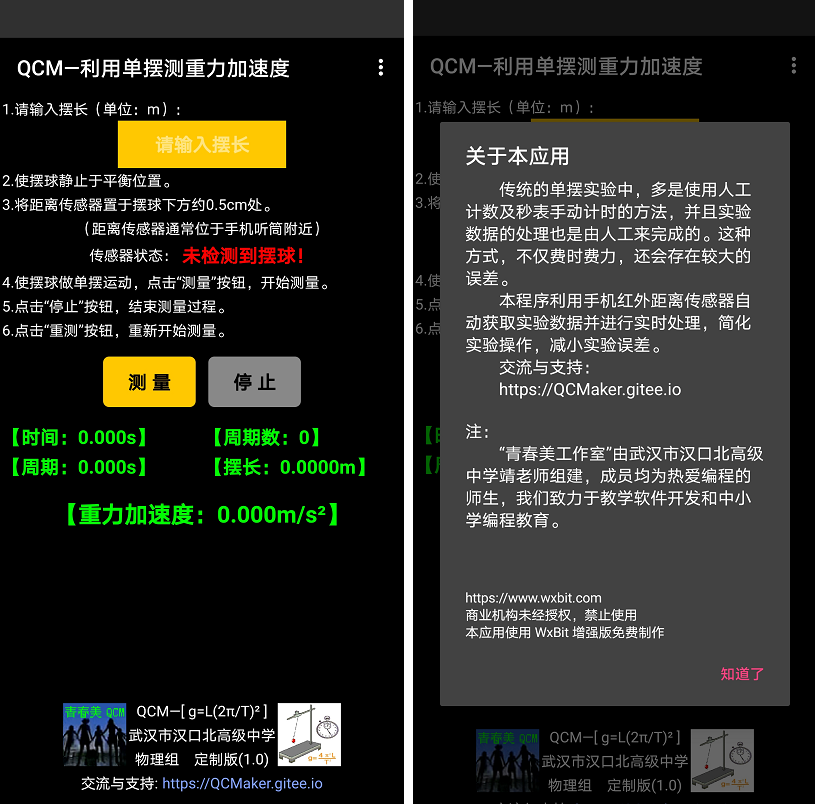 QCM—利用单摆测重力加速度
1.请输入摆长（单位：m）:
请输入摆长
2.使摆球静止于平衡位置。
3.将距离传感器置于摆球下方约0.5cm处。
（距离传感器通常位于手机听筒附近）
传感器状态： 未检测到摆球！
4.使摆球做单摆运动，点击“测量”按钮，开始测量。
5.点击“停止”按钮，结束测量过程。
6.点击“重测”按钮，重新开始测量。
测 量 停 止
【时间：0.000s】 【周期数：0】
【周期：0.000s】 【摆长：0.0000m】
【重力加速度：0.000m/s²】
青春美 QCM
QCM—[ g=L(2π/T)² ]
武汉市汉口北高级中学
物理组 定制版(1.0)
交流与支持: https://QCMaker.gitee.io
QCM—利用单摆测重力加速度
1.请输入摆长（单位：m）:
2.使
3.将
4.使
5.点
6.点
关于本应用
传统的单摆实验中，多是使用人工
计数及秒表手动计时的方法，并且实验
数据的处理也是由人工来完成的。这种
方式，不仅费时费力，还会存在较大的
误差。
本程序利用手机红外距离传感器自
动获取实验数据并进行实时处理，简化
实验操作，减小实验误差。
交流与支持：
https://QCMaker.gitee.io
注：
“青春美工作室”由武汉市汉口北高级
中学靖老师组建，成员均为热爱编程的
师生，我们致力于教学软件开发和中小
学编程教育。
https://www.wxbit.com
商业机构未经授权，禁止使用
本应用使用 WxBit 增强版免费制作
知道了
青春美 QCM
QCM—[ g=L(2π/T)² ]
武汉市汉口北高级中学
物理组 定制版(1.0)